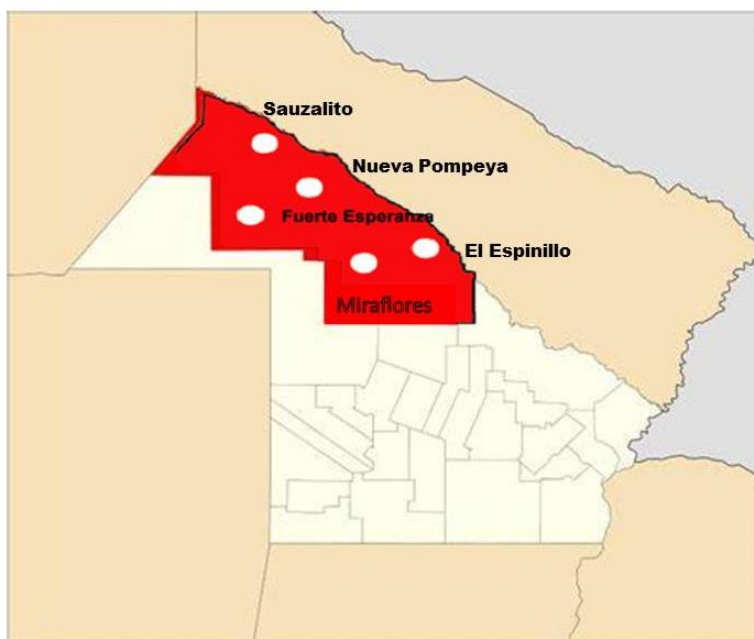 Sauzalito
Nueva Pompeya
Fuerte Esperanza
El Espinillo
Miraflores